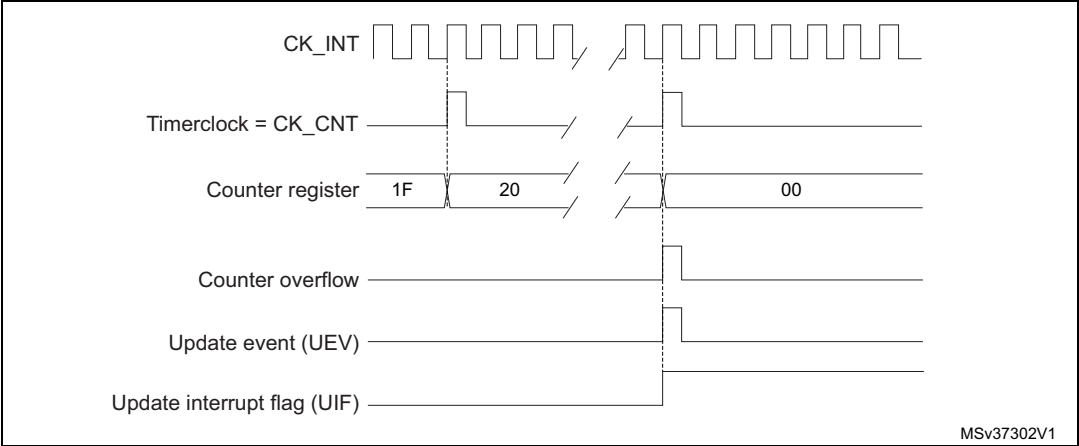 CK_INT
Timerclock = CK_CNT
Counter register 1F 20 00
Counter overflow
Update event (UEV)
Update interrupt flag (UIF)
MSv37302V1